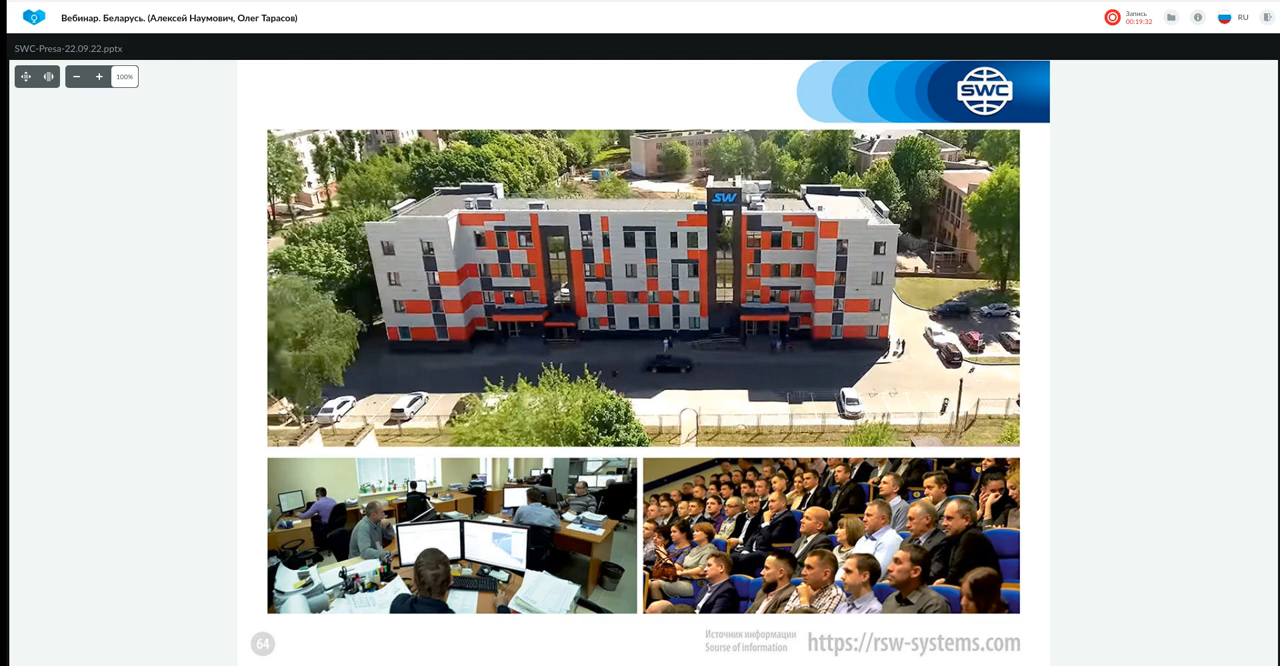 Вебинар. Беларусь. (Алексей Наумович, Олег Тарасов)
Запись
00:19:32
RU
SWC-Presa-22.09.22.pptx
100%
SWC
SW
64
Источник информации
Sourse of information
https://rsw-systems.com